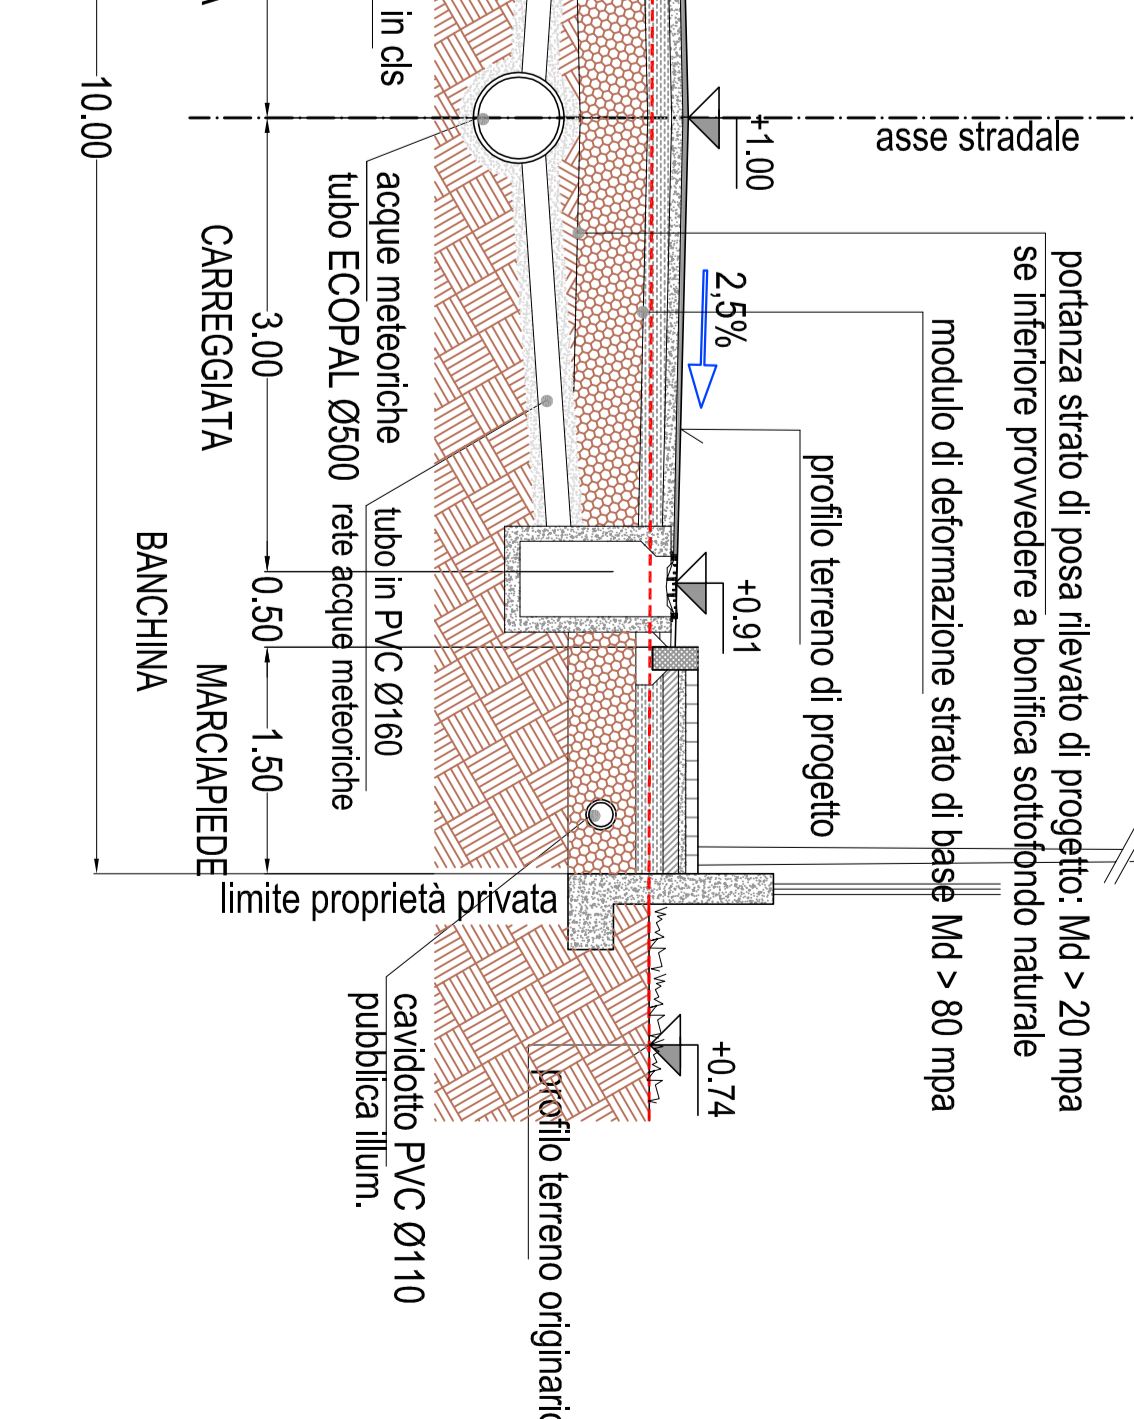 portanza strato di posa rilevato di progetto: Md > 20 mpa
se inferiore provvedere a bonifica sottofondo naturale
modulo di deformazione strato di base Md > 80 mpa
profilo terreno di progetto
asse stradale
+1.00
2,5%
+0.91
+0.74
profilo terreno originario
in cls
acque meteoriche
tubo ECOPAL Ø500
tubo in PVC Ø160
rete acque meteoriche
cavidotto PVC Ø110
pubblica illum.
limite proprietà privata
3.00
0.50
1.50
CARREGGIATA
MARCIAPIEDE
BANCHINA
10.00